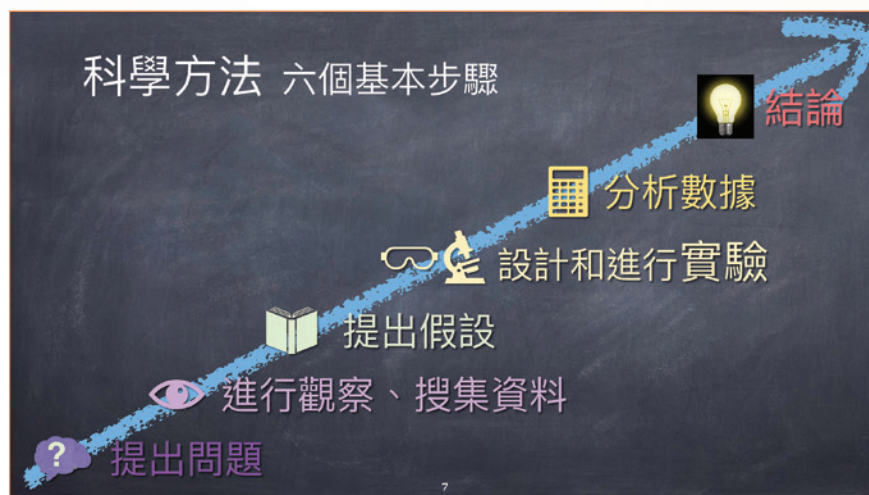 科學方法 六個基本步驟
結論
分析數據
設計和進行實驗
提出假設
進行觀察、搜集資料
?
提出問題
7